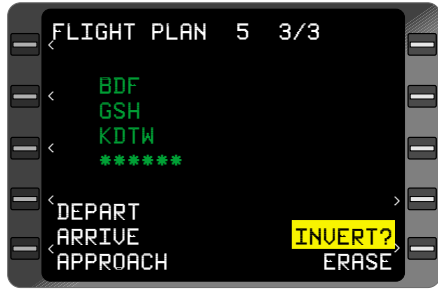 FLIGHT PLAN 5 3/3
BDF
GSH
KDTW
******
DEPART
ARRIVE INVERT?
APPROACH ERASE